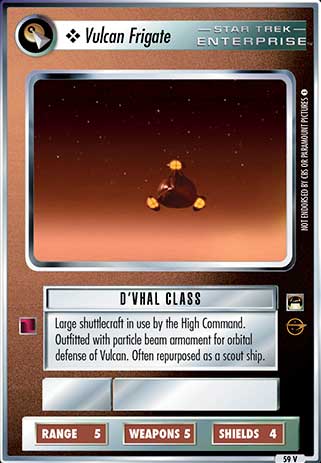 ❖ Vulcan Frigate
STAR TREK
ENTERPRISE™
NOT ENDORSED BY CBS OR PARAMOUNT PICTURES
D'VHAL CLASS
Large shuttlecraft in use by the High Command.
Outfitted with particle beam armament for orbital
defense of Vulcan. Often repurposed as a scout ship.
RANGE 5 WEAPONS 5 SHIELDS 4
59 V